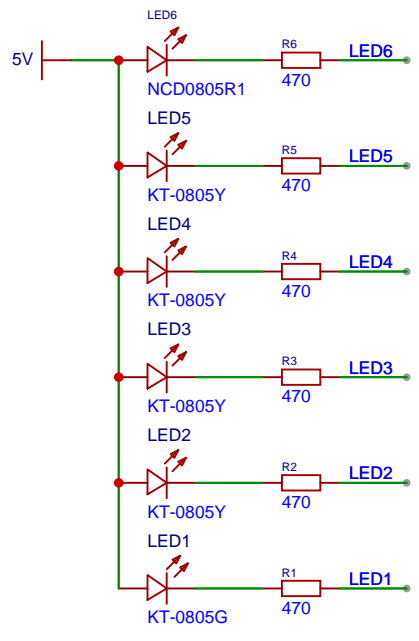 LED6
5V
R6
LED6
NCD0805R1
470
LED5
R5
LED5
KT-0805Y
470
LED4
R4
LED4
KT-0805Y
470
LED3
R3
LED3
KT-0805Y
470
LED2
R2
LED2
KT-0805Y
470
LED1
R1
LED1
KT-0805G
470